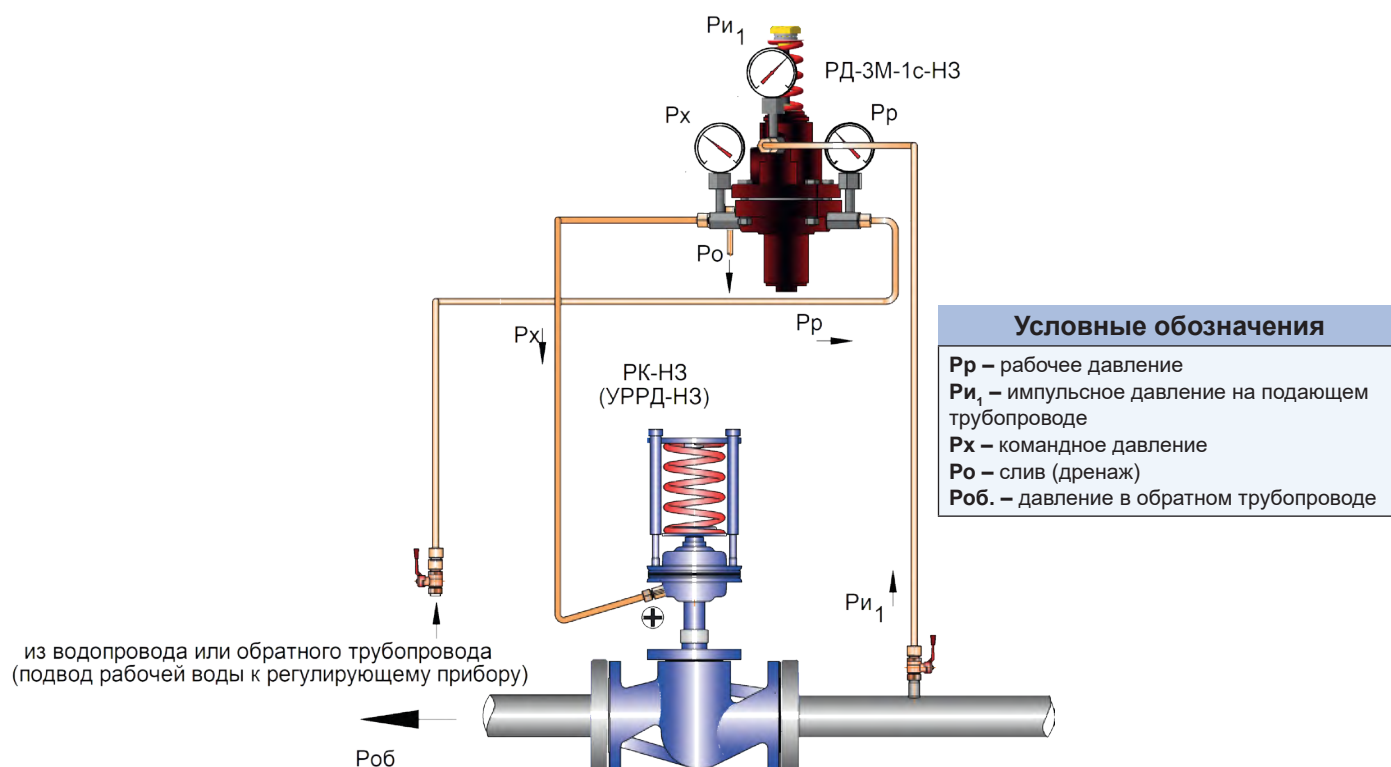 Ри1
РД-3М-1с-НЗ
Рх
Рр
Ро
Рх
Рр
РК-НЗ
(УРРД-НЗ)
Условные обозначения
Рр – рабочее давление
Ри1 – импульсное давление на подающем
трубопроводе
Рх – командное давление
Ро – слив (дренаж)
Роб. – давление в обратном трубопроводе
Ри1
из водопровода или обратного трубопровода
(подвод рабочей воды к регулирующему прибору)
Роб